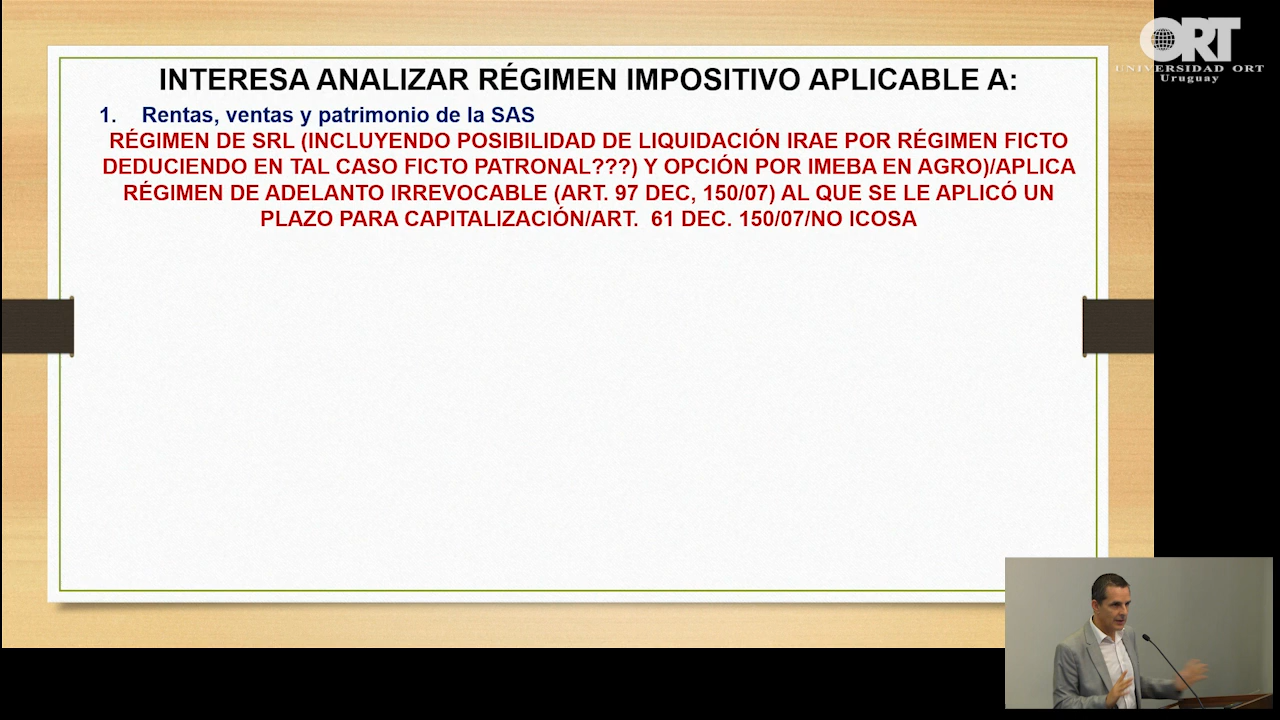 INTERESA ANALIZAR RÉGIMEN IMPOSITIVO APLICABLE A:
1. Rentas, ventas y patrimonio de la SAS
RÉGIMEN DE SRL (INCLUYENDO POSIBILIDAD DE LIQUIDACIÓN IRAE POR RÉGIMEN FICTO
DEDUCIENDO EN TAL CASO FICTO PATRONAL???) Y OPCIÓN POR IMEBA EN AGRO)/APLICA
RÉGIMEN DE ADELANTO IRREVOCABLE (ART. 97 DEC, 150/07) AL QUE SE LE APLICÓ UN
PLAZO PARA CAPITALIZACIÓN/ART. 61 DEC. 150/07/NO ICOSA
ORT
UNIVERSIDAD ORT
Uruguay